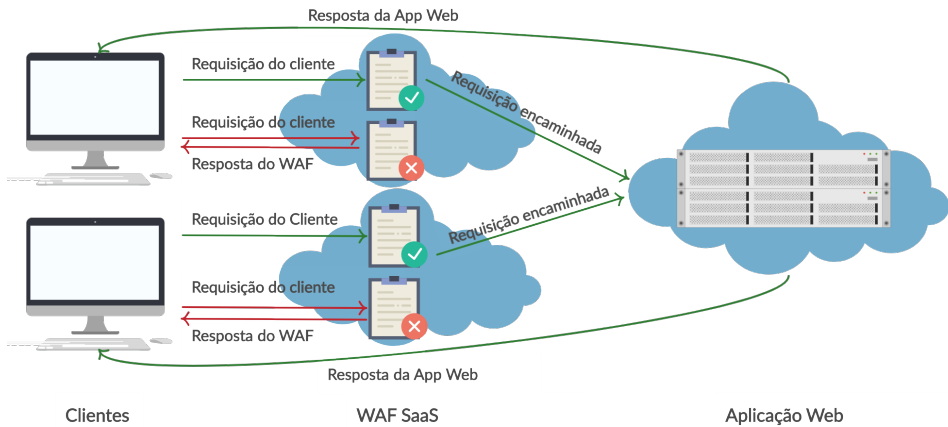 Resposta da App Web
Requisição do cliente
Requisição encaminhada
Requisição do cliente
Resposta do WAF
Requisição do Cliente
Requisição encaminhada
Requisição do cliente
Resposta do WAF
Resposta da App Web
Clientes
WAF SaaS
Aplicação Web